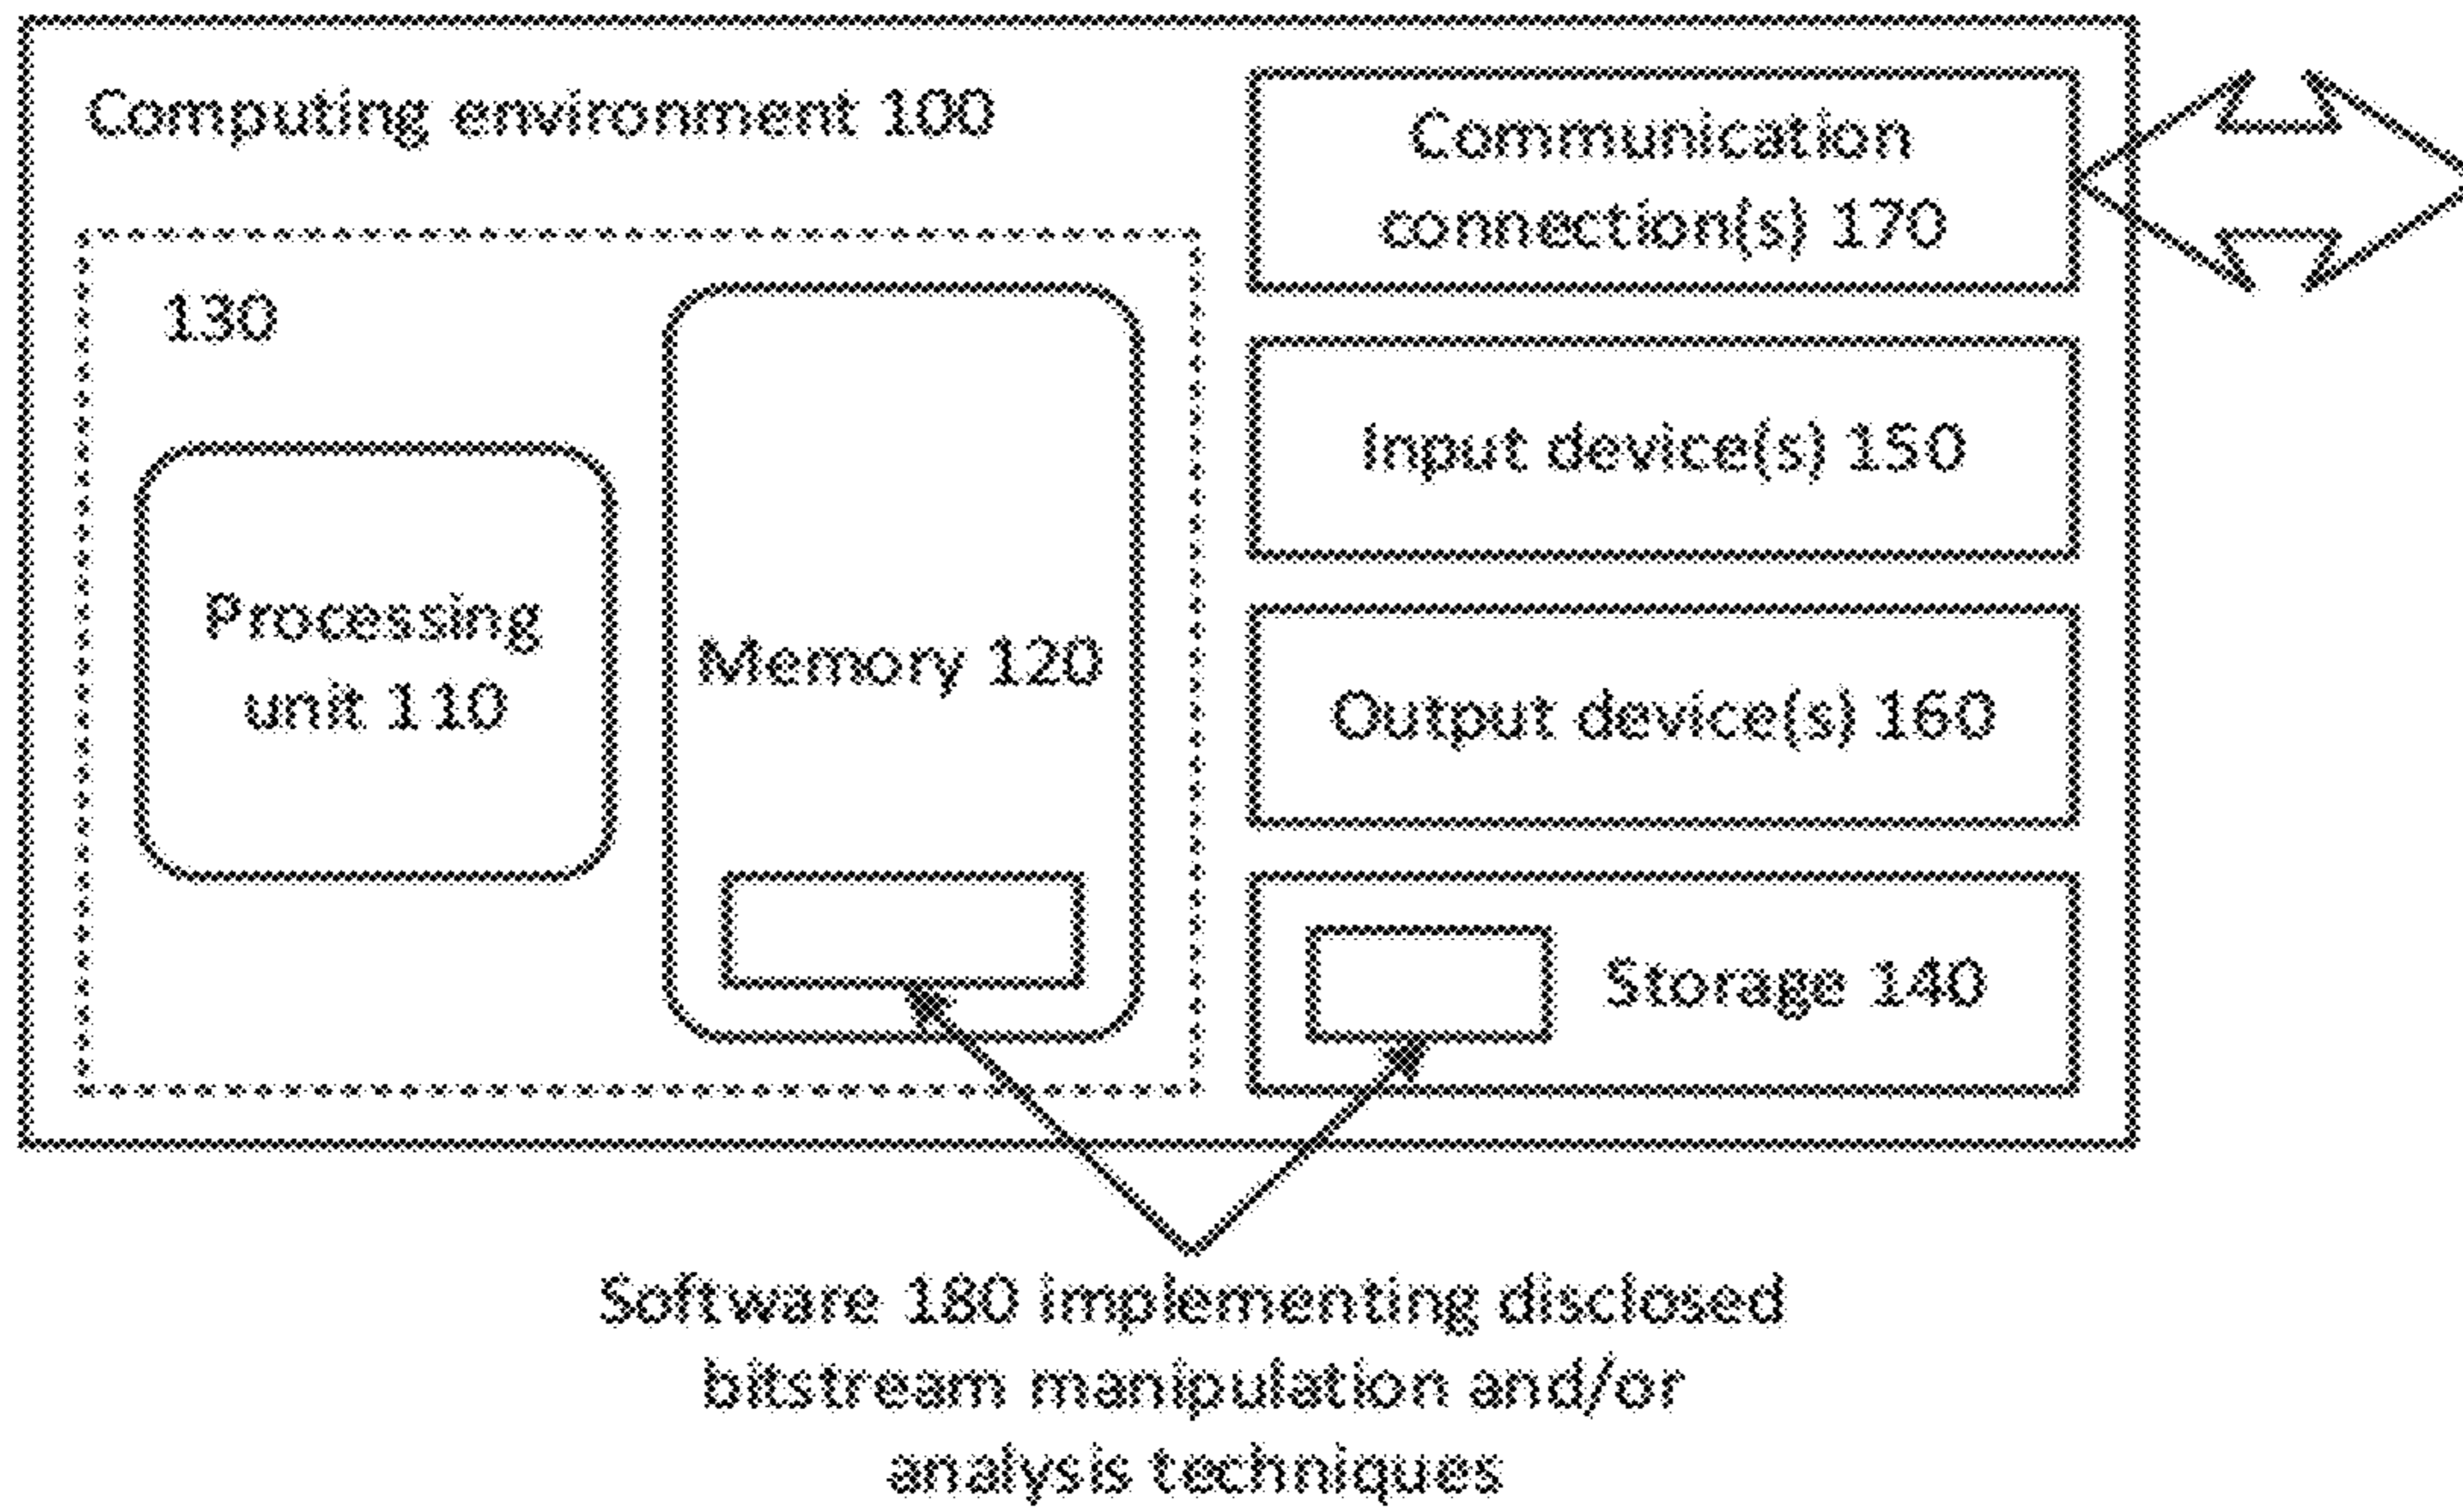 Computing environment 100
130
Processing
unit 110
Memory 120
Communication
connection(s) 170
Input device(s) 150
Output device(s) 160
Storage 140
Software 180 implementing disclosed
bitstream manipulation and/or
analysis techniques